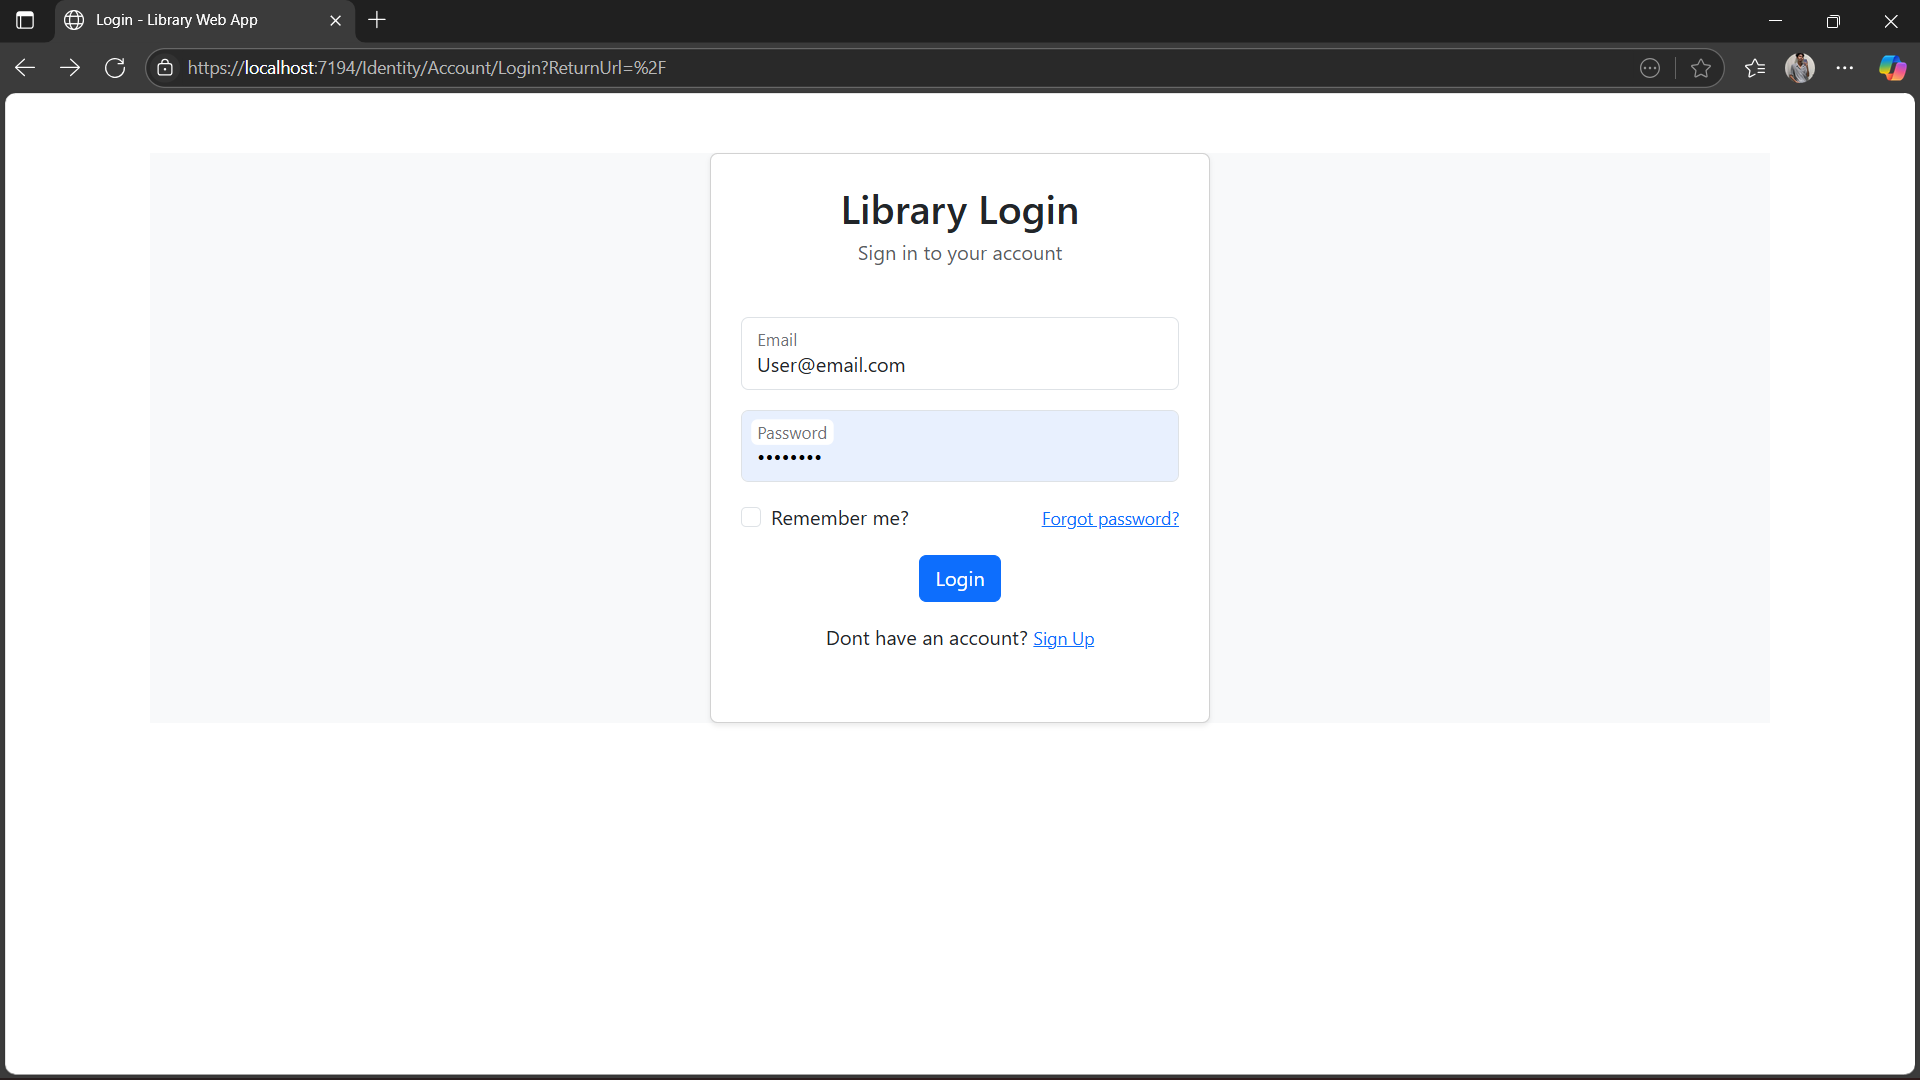 Login - Library Web App
https://localhost:7194/Identity/Account/Login?ReturnUrl=%2F
Library Login
Sign in to your account
Email
User@email.com
Password
••••••••
Remember me?
Forgot password?
Login
Dont have an account? Sign Up